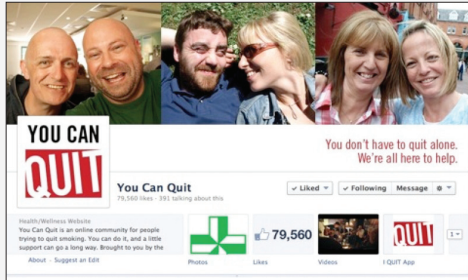 YOU CAN
QUIT
You don't have to quit alone.
We're all here to help.
You Can Quit
79,560 likes · 391 talking about this
✓ Liked
✓ Following
Message
Health/Wellness Website
You Can Quit is an online community for people
trying to quit smoking. You can do it, and a little
support can go a long way. Brought to you by the
About · Suggest an Edit
Photos
79,560
Likes
Videos
QUIT
I QUIT App
1